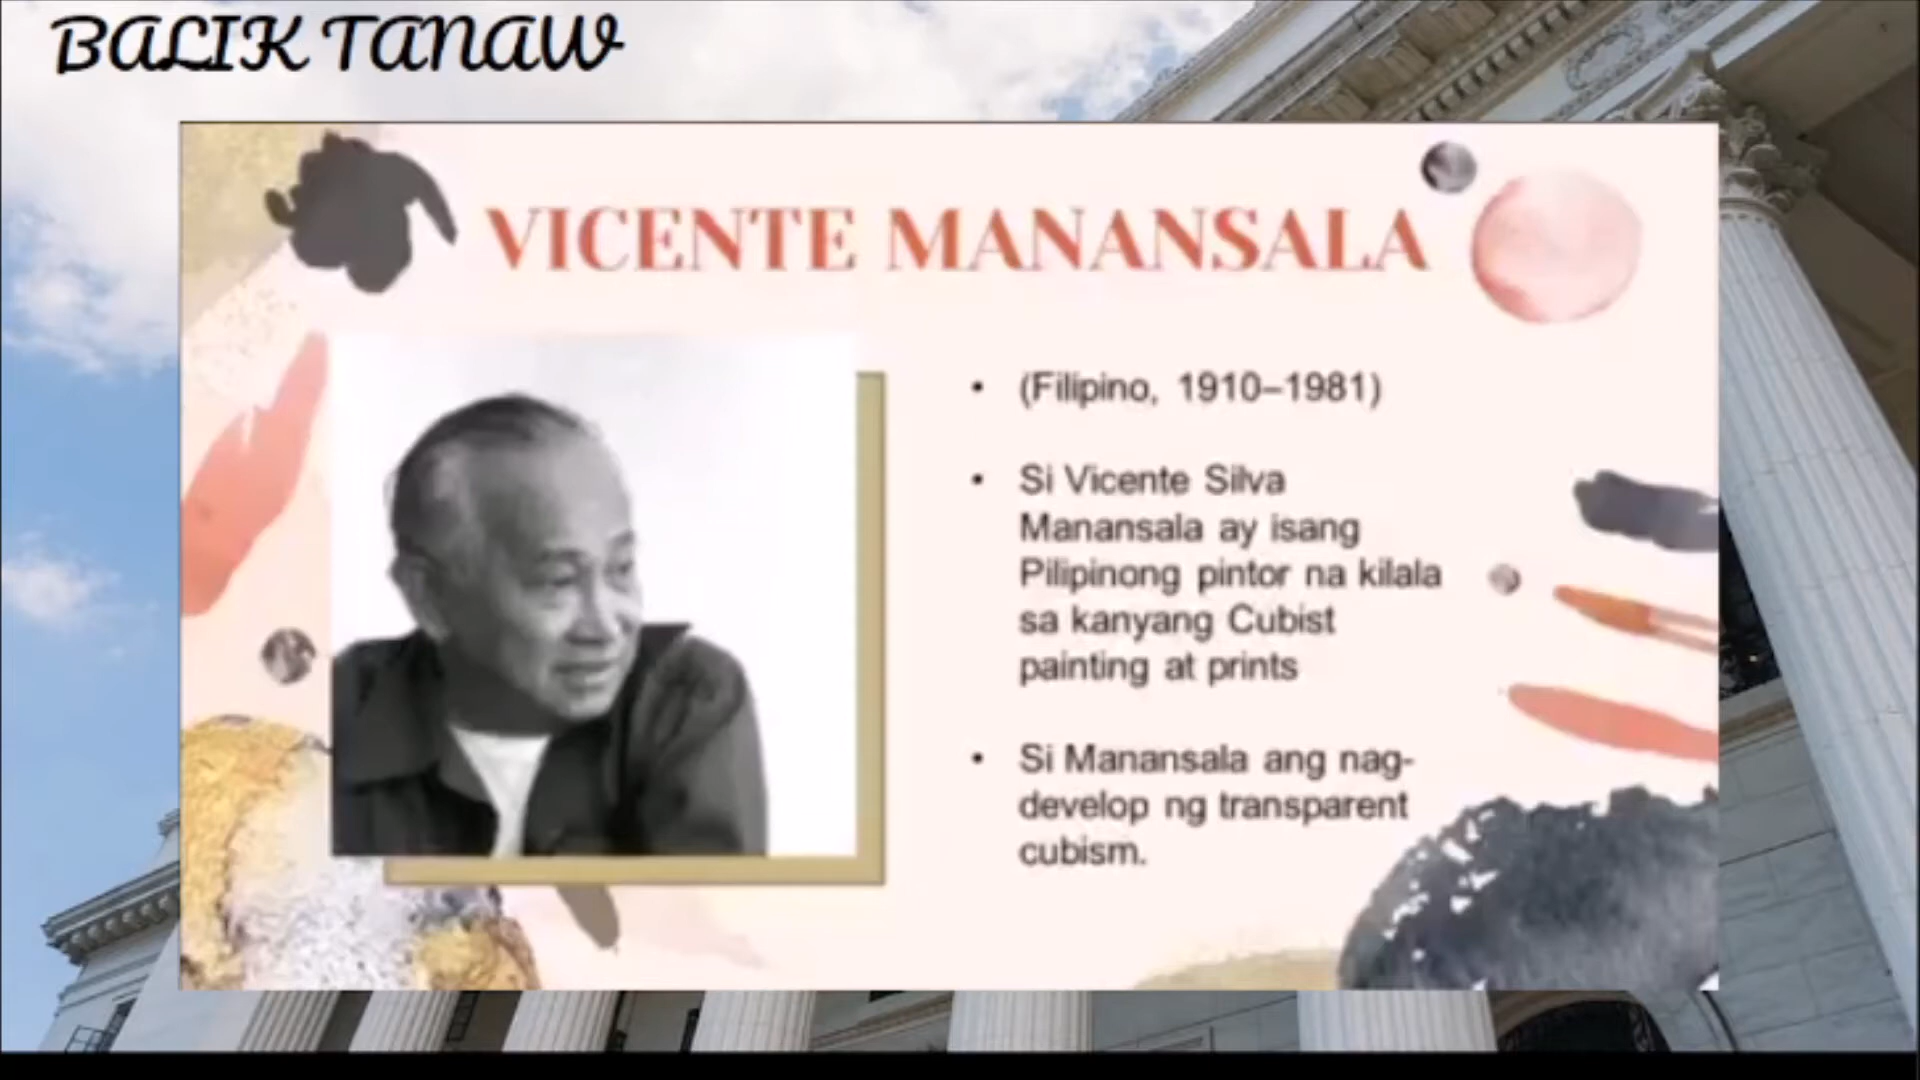 BALIK TANAW
VICENTE MANANSALA
• (Filipino, 1910–1981)
• Si Vicente Silva
Manansala ay isang
Pilipinong pintor na kilala
sa kanyang Cubist
painting at prints
• Si Manansala ang nag-
develop ng transparent
cubism.